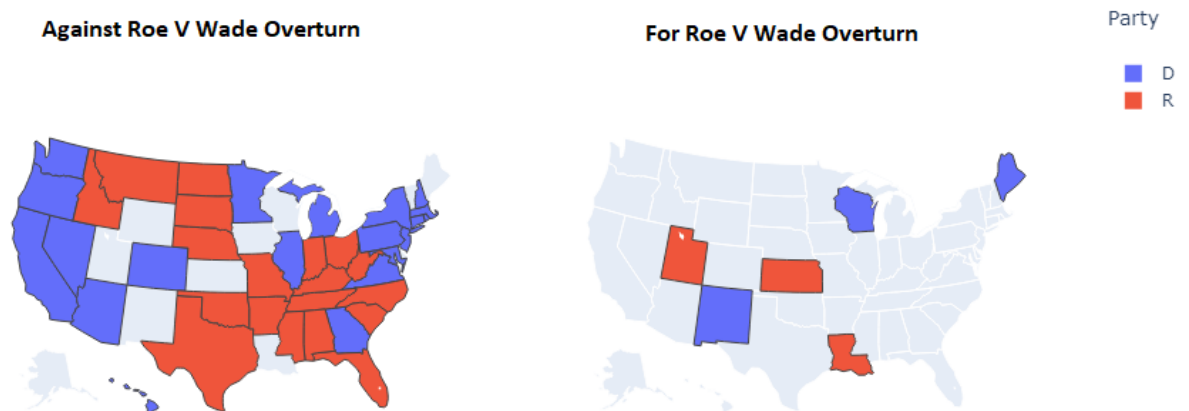 Against Roe V Wade Overturn
For Roe V Wade Overturn
Party
D
R